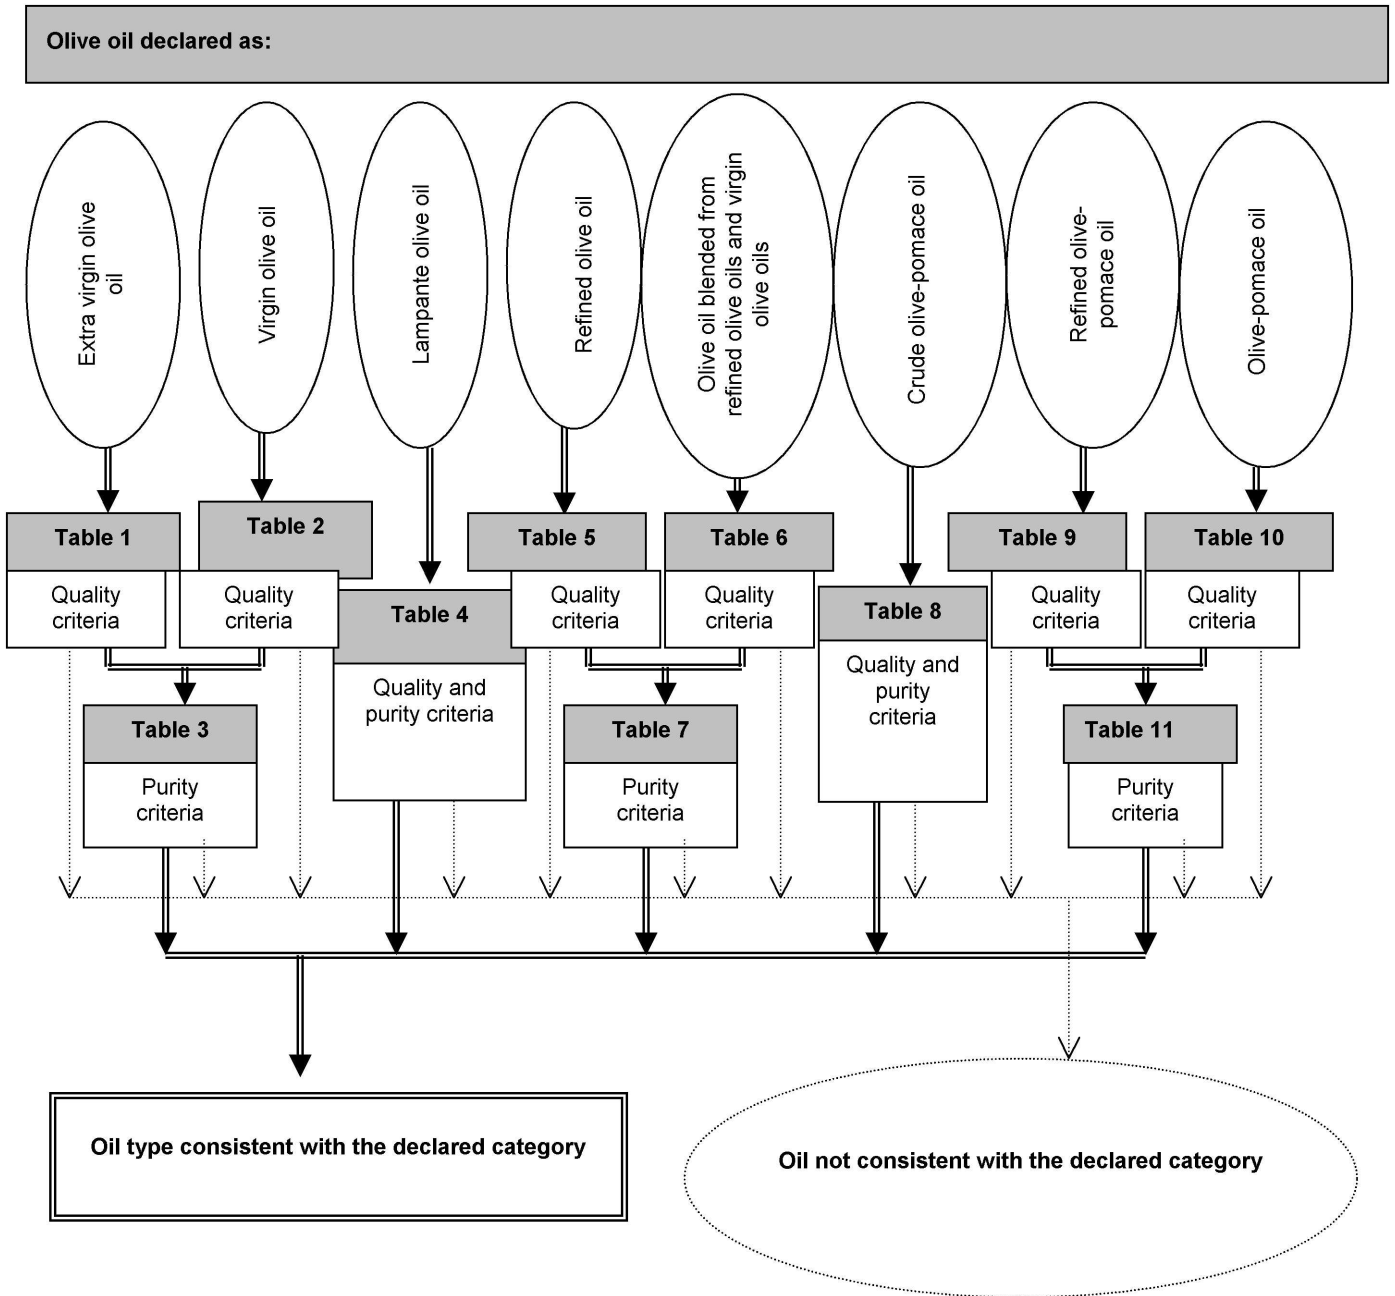 Olive oil declared as:
Extra virgin olive
oil
Virgin olive oil
Lampante olive oil
Refined olive oil
Olive oil blended from
refined olive oils and virgin
olive oils
Crude olive-pomace oil
Refined olive-
pomace oil
Olive-pomace oil
Table 1
Quality
criteria
Table 2
Quality
criteria
Table 4
Quality and
purity criteria
Table 5
Quality
criteria
Table 6
Quality
criteria
Table 8
Quality and
purity
criteria
Table 9
Quality
criteria
Table 10
Quality
criteria
Table 3
Purity
criteria
Table 7
Purity
criteria
Table 11
Purity
criteria
Oil type consistent with the declared category
Oil not consistent with the declared category